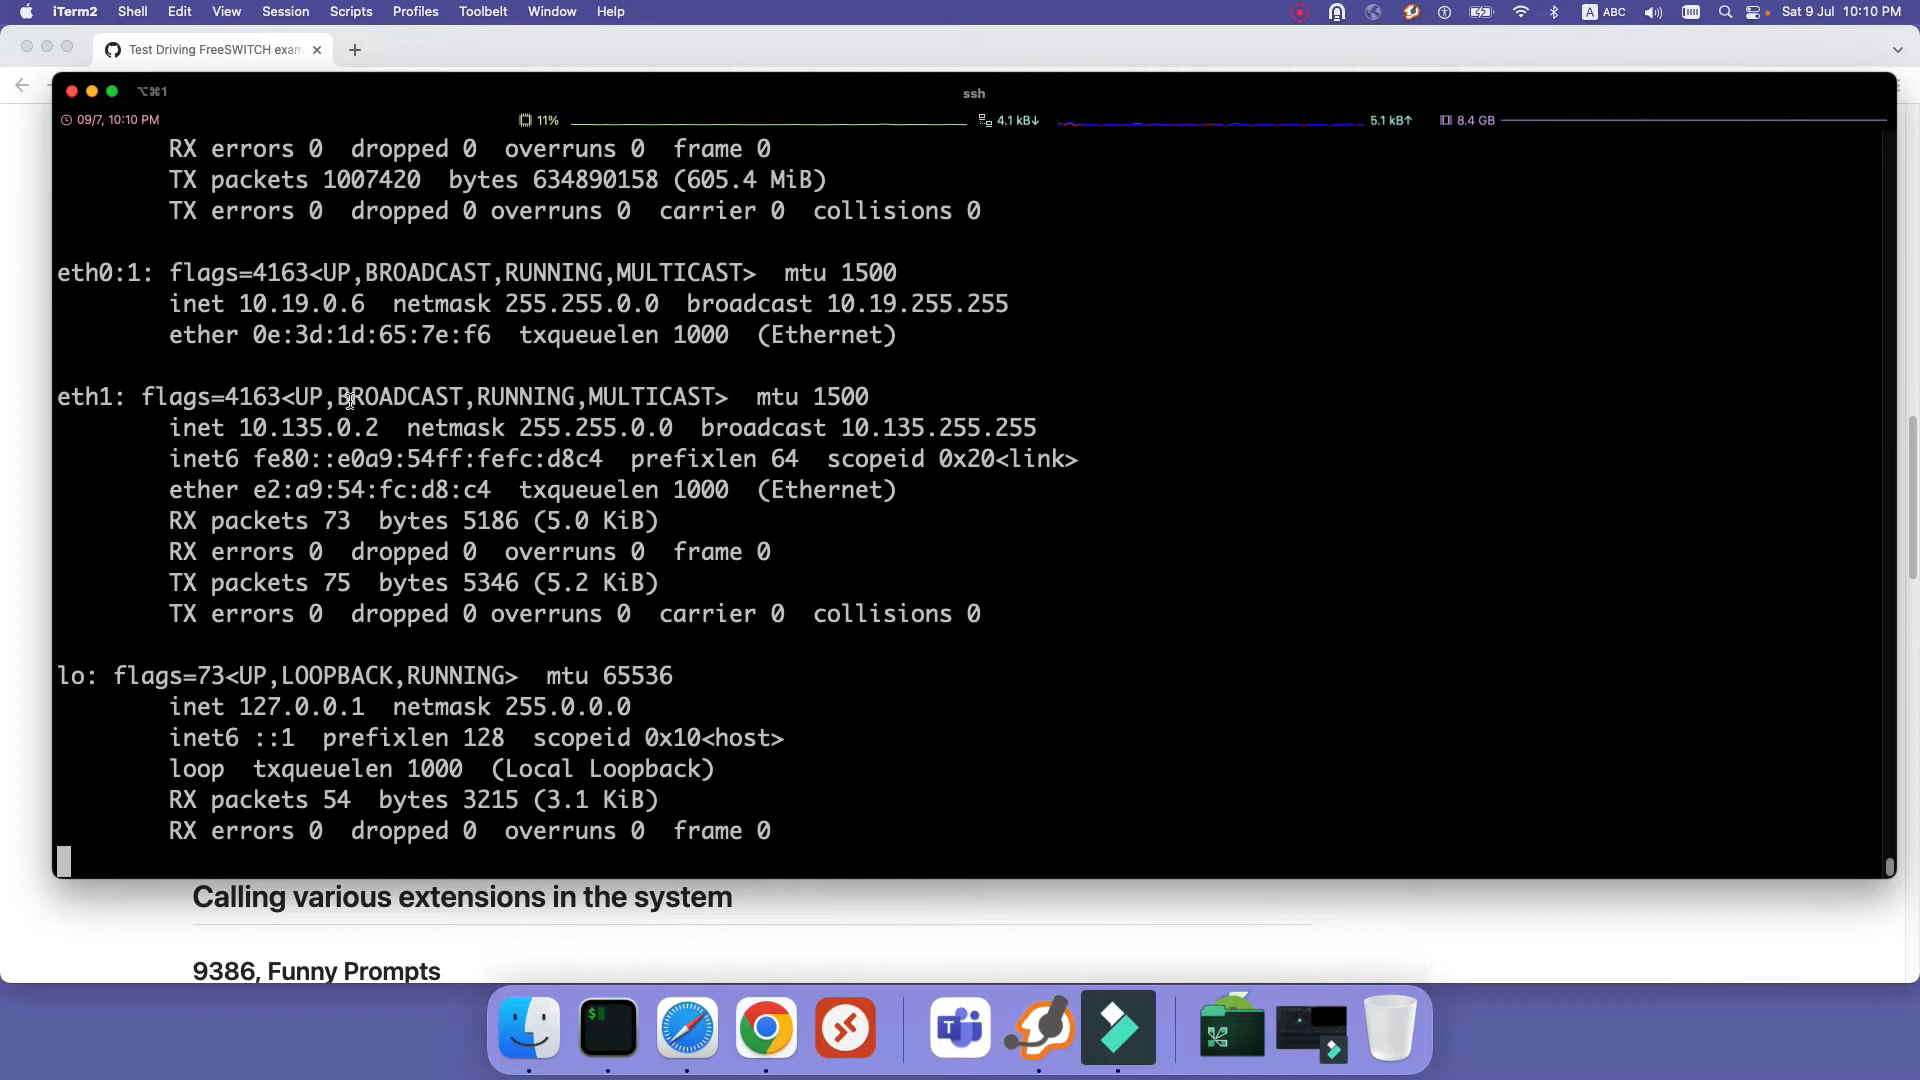 iTerm2 Shell Edit View Session Scripts Profiles Toolbelt Window Help ABC Sat 9 Jul 10:10 PM
Test Driving FreeSWITCH exam
⌥⌘1 ssh
09/7, 10:10 PM 11% 4.1 kB↓ 5.1 kB↑ 8.4 GB
RX errors 0 dropped 0 overruns 0 frame 0
TX packets 1007420 bytes 634890158 (605.4 MiB)
TX errors 0 dropped 0 overruns 0 carrier 0 collisions 0
eth0:1: flags=4163<UP,BROADCAST,RUNNING,MULTICAST> mtu 1500
inet 10.19.0.6 netmask 255.255.0.0 broadcast 10.19.255.255
ether 0e:3d:1d:65:7e:f6 txqueuelen 1000 (Ethernet)
eth1: flags=4163<UP,BROADCAST,RUNNING,MULTICAST> mtu 1500
inet 10.135.0.2 netmask 255.255.0.0 broadcast 10.135.255.255
inet6 fe80::e0a9:54ff:fefc:d8c4 prefixlen 64 scopeid 0x20<link>
ether e2:a9:54:fc:d8:c4 txqueuelen 1000 (Ethernet)
RX packets 73 bytes 5186 (5.0 KiB)
RX errors 0 dropped 0 overruns 0 frame 0
TX packets 75 bytes 5346 (5.2 KiB)
TX errors 0 dropped 0 overruns 0 carrier 0 collisions 0
lo: flags=73<UP,LOOPBACK,RUNNING> mtu 65536
inet 127.0.0.1 netmask 255.0.0.0
inet6 ::1 prefixlen 128 scopeid 0x10<host>
loop txqueuelen 1000 (Local Loopback)
RX packets 54 bytes 3215 (3.1 KiB)
RX errors 0 dropped 0 overruns 0 frame 0
Calling various extensions in the system
9386, Funny Prompts